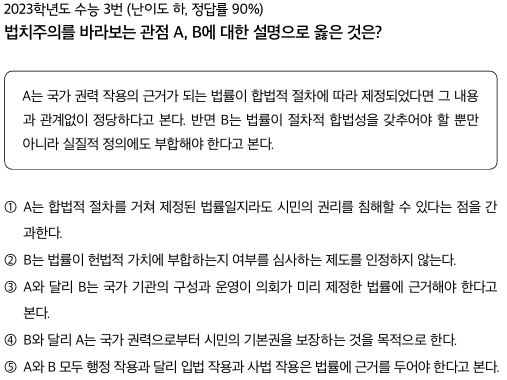 2023학년도 수능 3번 (난이도 하, 정답률 90%)
법치주의를 바라보는 관점 A, B에 대한 설명으로 옳은 것은?
A는 국가 권력 작용의 근거가 되는 법률이 합법적 절차에 따라 제정되었다면 그 내용
과 관계없이 정당하다고 본다. 반면 B는 법률이 절차적 합법성을 갖추어야 할 뿐만
아니라 실질적 정의에도 부합해야 한다고 본다.
① A는 합법적 절차를 거쳐 제정된 법률일지라도 시민의 권리를 침해할 수 있다는 점을 간
과한다.
② B는 법률이 헌법적 가치에 부합하는지 여부를 심사하는 제도를 인정하지 않는다.
③ A와 달리 B는 국가 기관의 구성과 운영이 의회가 미리 제정한 법률에 근거해야 한다고
본다.
④ B와 달리 A는 국가 권력으로부터 시민의 기본권을 보장하는 것을 목적으로 한다.
⑤ A와 B 모두 행정 작용과 달리 입법 작용과 사법 작용은 법률에 근거를 두어야 한다고 본다.